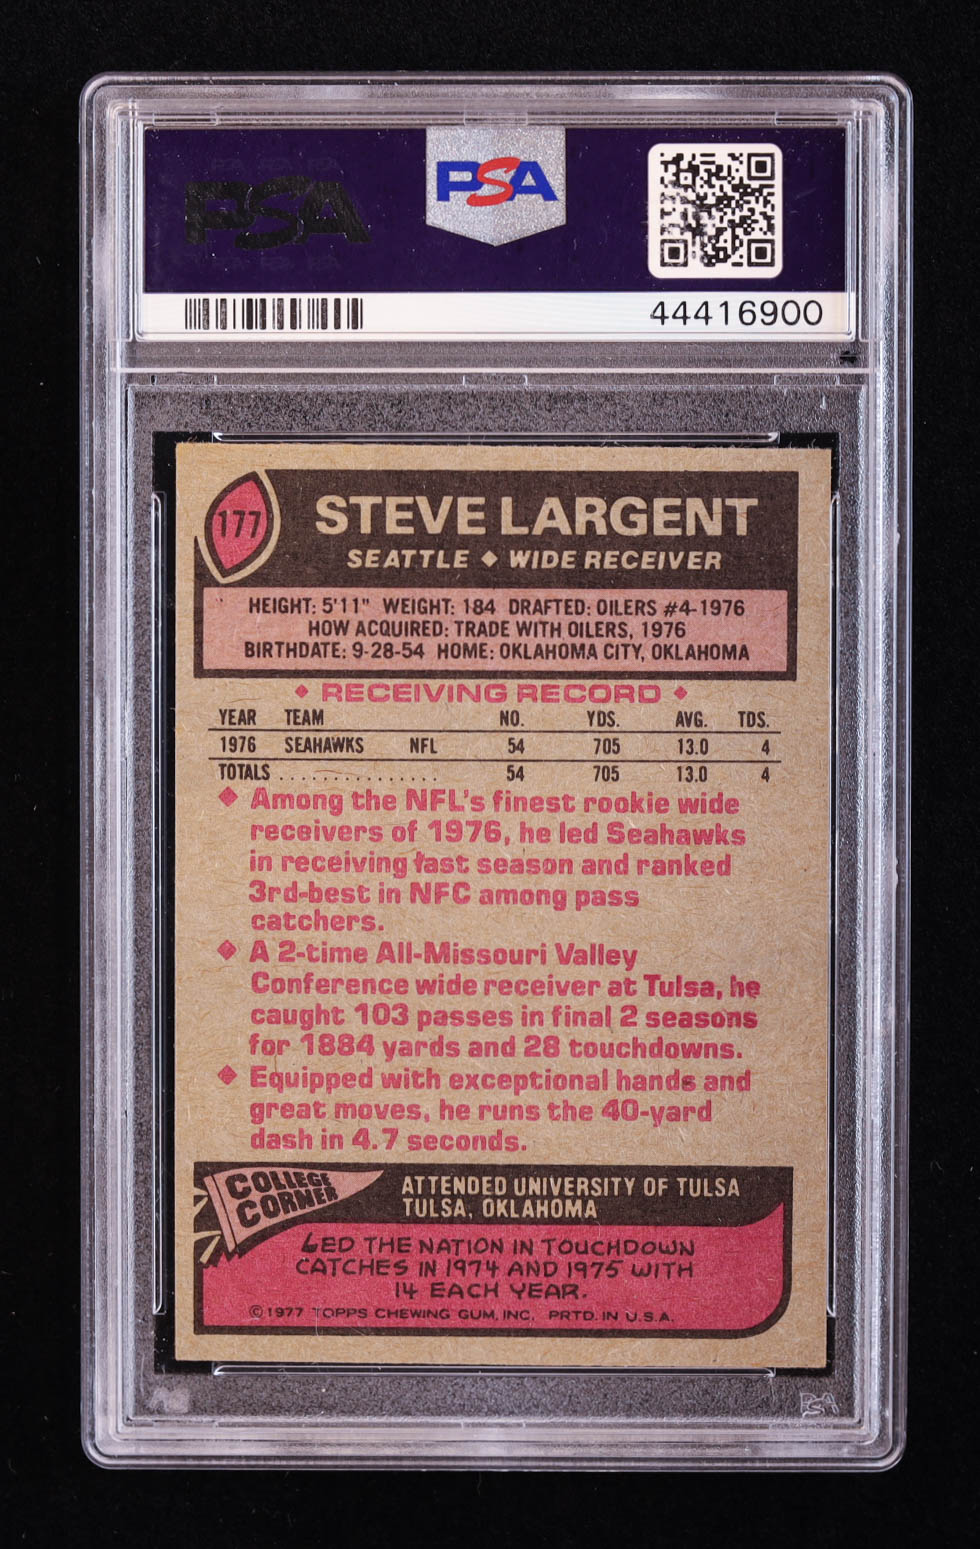 PSA
PSA
44416900
177
STEVE LARGENT
SEATTLE ◆ WIDE RECEIVER
HEIGHT: 5'11" WEIGHT: 184 DRAFTED: OILERS #4-1976
HOW ACQUIRED: TRADE WITH OILERS, 1976
BIRTHDATE: 9-28-54 HOME: OKLAHOMA CITY, OKLAHOMA
◆ RECEIVING RECORD ◆
YEAR TEAM NO. YDS. AVG. TDS.
1976 SEAHAWKS NFL 54 705 13.0 4
TOTALS . . . . . . . . . . . . . . 54 705 13.0 4
◆ Among the NFL's finest rookie wide
receivers of 1976, he led Seahawks
in receiving last season and ranked
3rd-best in NFC among pass
catchers.
◆ A 2-time All-Missouri Valley
Conference wide receiver at Tulsa, he
caught 103 passes in final 2 seasons
for 1884 yards and 28 touchdowns.
◆ Equipped with exceptional hands and
great moves, he runs the 40-yard
dash in 4.7 seconds.
COLLEGE
CORNER
ATTENDED UNIVERSITY OF TULSA
TULSA, OKLAHOMA
LED THE NATION IN TOUCHDOWN
CATCHES IN 1974 AND 1975 WITH
14 EACH YEAR.
©1977 TOPPS CHEWING GUM, INC. PRTD. IN U.S.A.
PSA